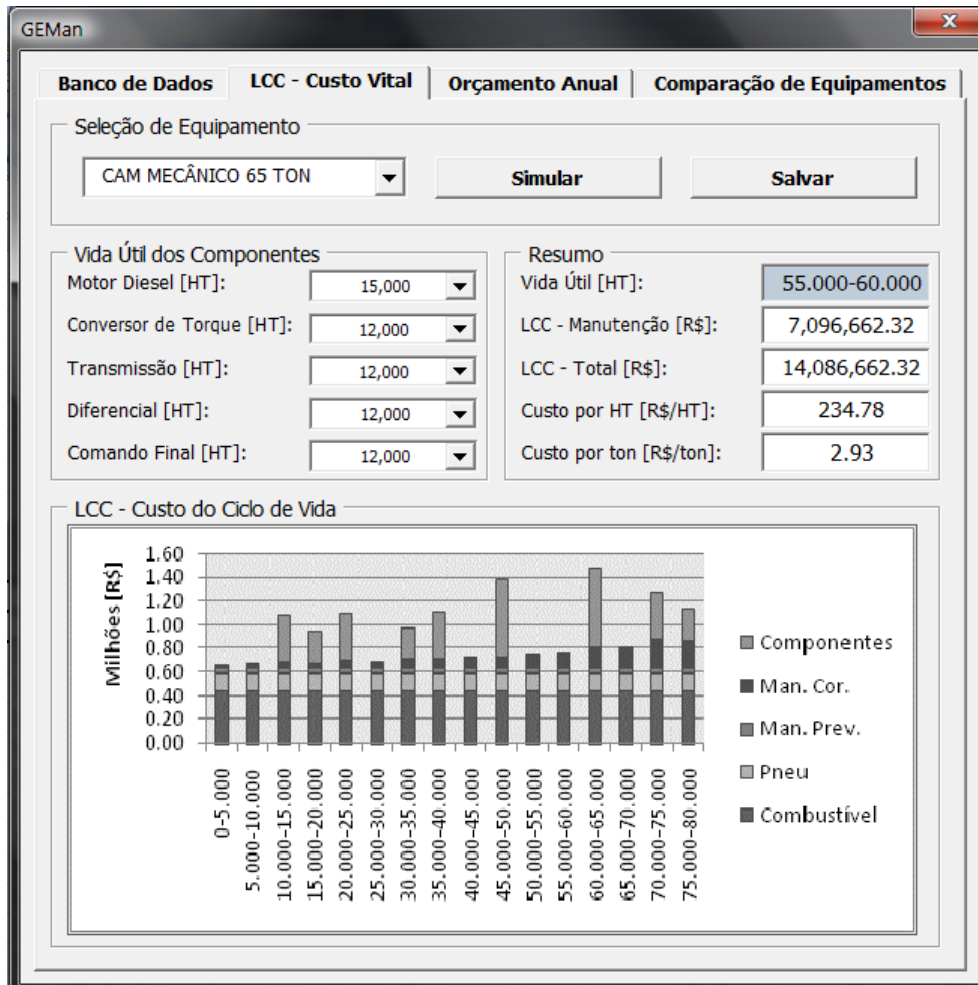 GEMan
x
Banco de Dados LCC - Custo Vital Orçamento Anual Comparação de Equipamentos
Seleção de Equipamento
CAM MECÂNICO 65 TON Simular Salvar
Vida Útil dos Componentes
Motor Diesel [HT]: 15,000
Conversor de Torque [HT]: 12,000
Transmissão [HT]: 12,000
Diferencial [HT]: 12,000
Comando Final [HT]: 12,000
Resumo
Vida Útil [HT]: 55.000-60.000
LCC - Manutenção [R$]: 7,096,662.32
LCC - Total [R$]: 14,086,662.32
Custo por HT [R$/HT]: 234.78
Custo por ton [R$/ton]: 2.93
LCC - Custo do Ciclo de Vida
Milhões [R$]
1.60
1.40
1.20
1.00
0.80
0.60
0.40
0.20
0.00
0-5.000
5.000-10.000
10.000-15.000
15.000-20.000
20.000-25.000
25.000-30.000
30.000-35.000
35.000-40.000
40.000-45.000
45.000-50.000
50.000-55.000
55.000-60.000
60.000-65.000
65.000-70.000
70.000-75.000
75.000-80.000
Componentes
Man. Cor.
Man. Prev.
Pneu
Combustível